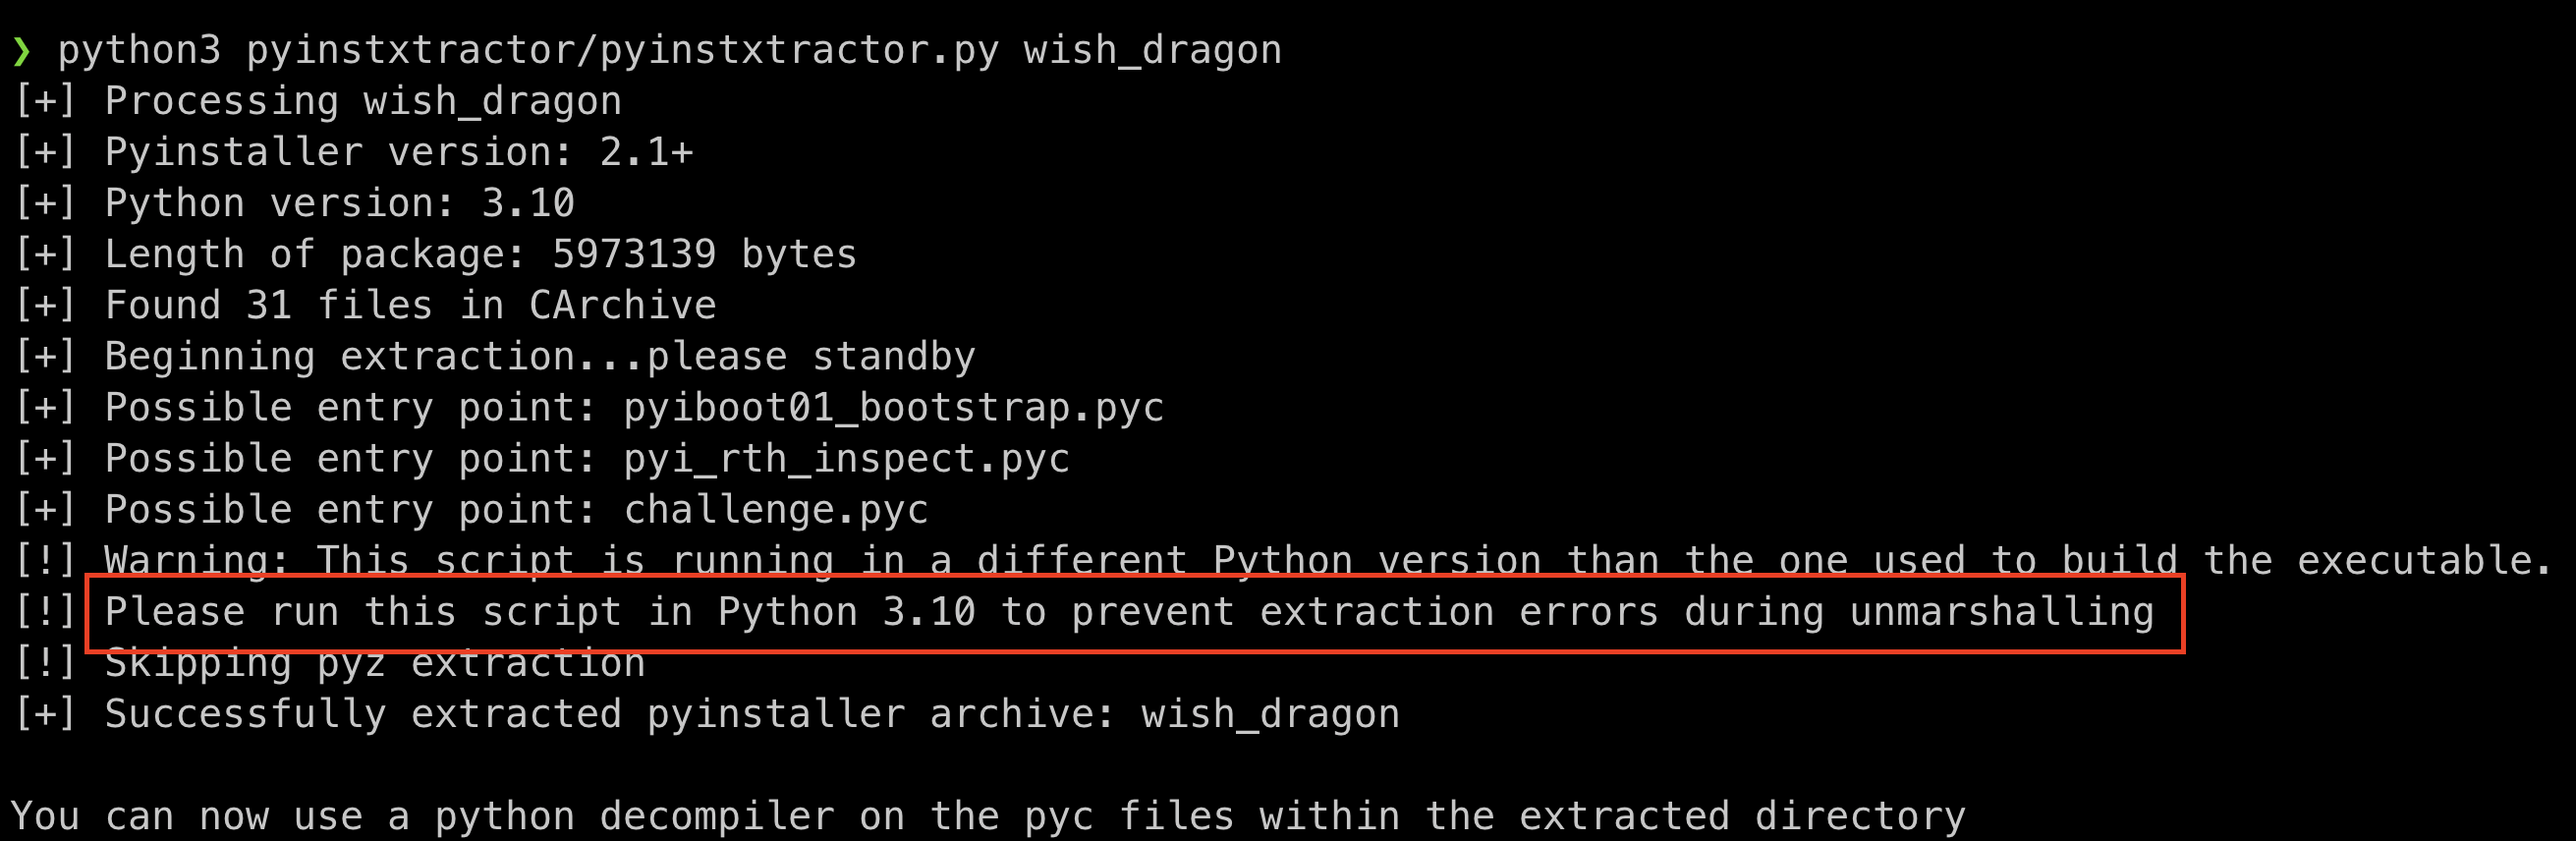 ❯ python3 pyinstxtractor/pyinstxtractor.py wish_dragon
[+] Processing wish_dragon
[+] Pyinstaller version: 2.1+
[+] Python version: 3.10
[+] Length of package: 5973139 bytes
[+] Found 31 files in CArchive
[+] Beginning extraction...please standby
[+] Possible entry point: pyiboot01_bootstrap.pyc
[+] Possible entry point: pyi_rth_inspect.pyc
[+] Possible entry point: challenge.pyc
[!] Warning: This script is running in a different Python version than the one used to build the executable.
[!] Please run this script in Python 3.10 to prevent extraction errors during unmarshalling
[!] Skipping pyz extraction
[+] Successfully extracted pyinstaller archive: wish_dragon
You can now use a python decompiler on the pyc files within the extracted directory